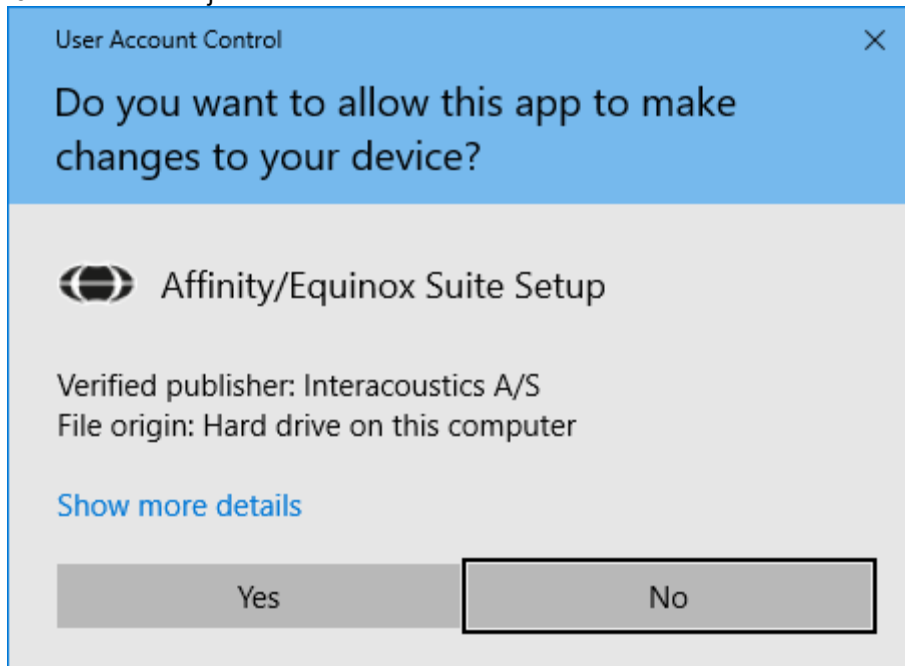 User Account Control
Do you want to allow this app to make
changes to your device?
Affinity/Equinox Suite Setup
Verified publisher: Interacoustics A/S
File origin: Hard drive on this computer
Show more details
Yes No